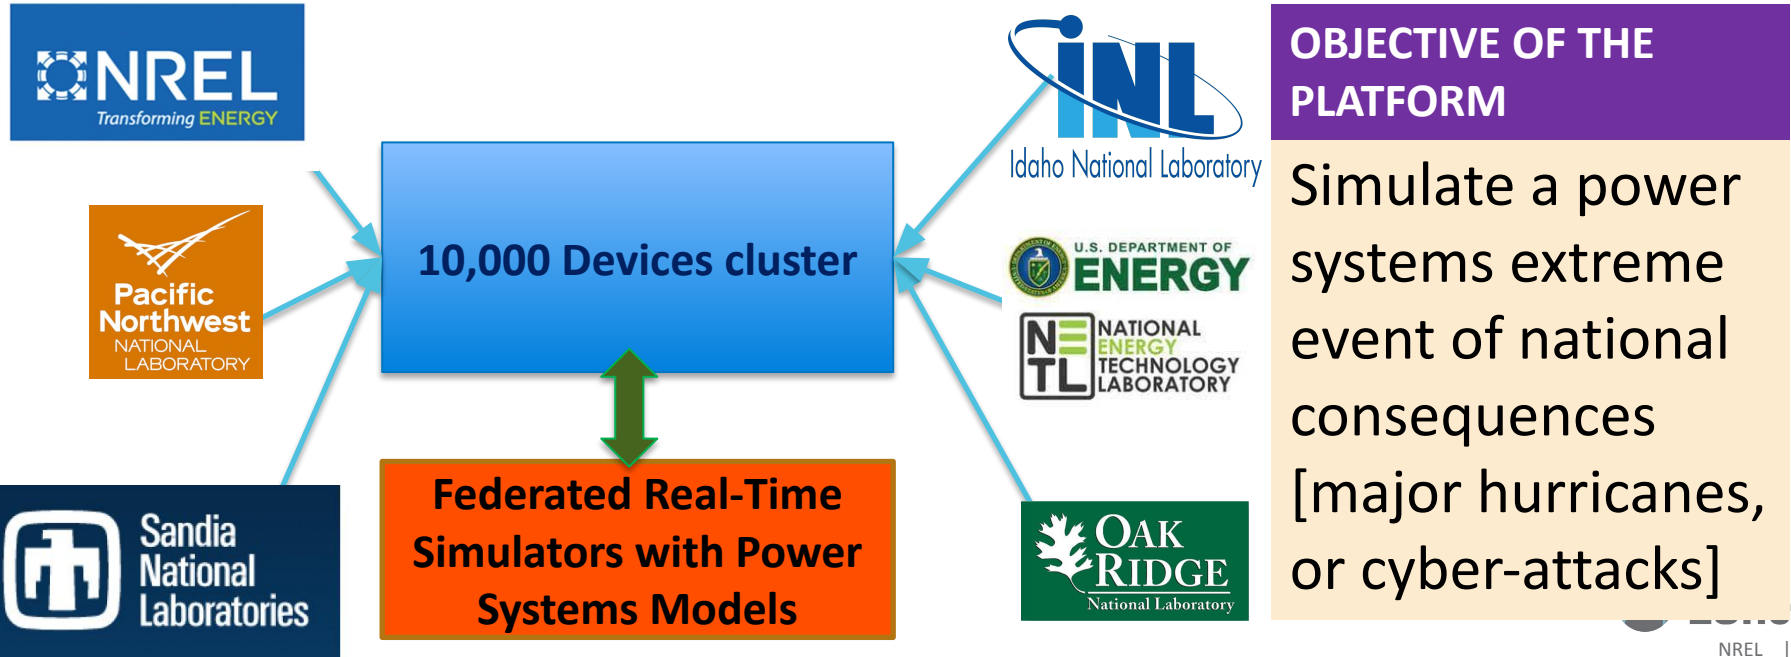 NREL
Transforming ENERGY
Pacific
Northwest
NATIONAL
LABORATORY
Sandia
National
Laboratories
10,000 Devices cluster
Federated Real-Time
Simulators with Power
Systems Models
INL
Idaho National Laboratory
U.S. DEPARTMENT OF
ENERGY
NE
TL
NATIONAL
ENERGY
TECHNOLOGY
LABORATORY
OAK
RIDGE
National Laboratory
OBJECTIVE OF THE
PLATFORM
Simulate a power
systems extreme
event of national
consequences
[major hurricanes,
or cyber-attacks]
NREL |